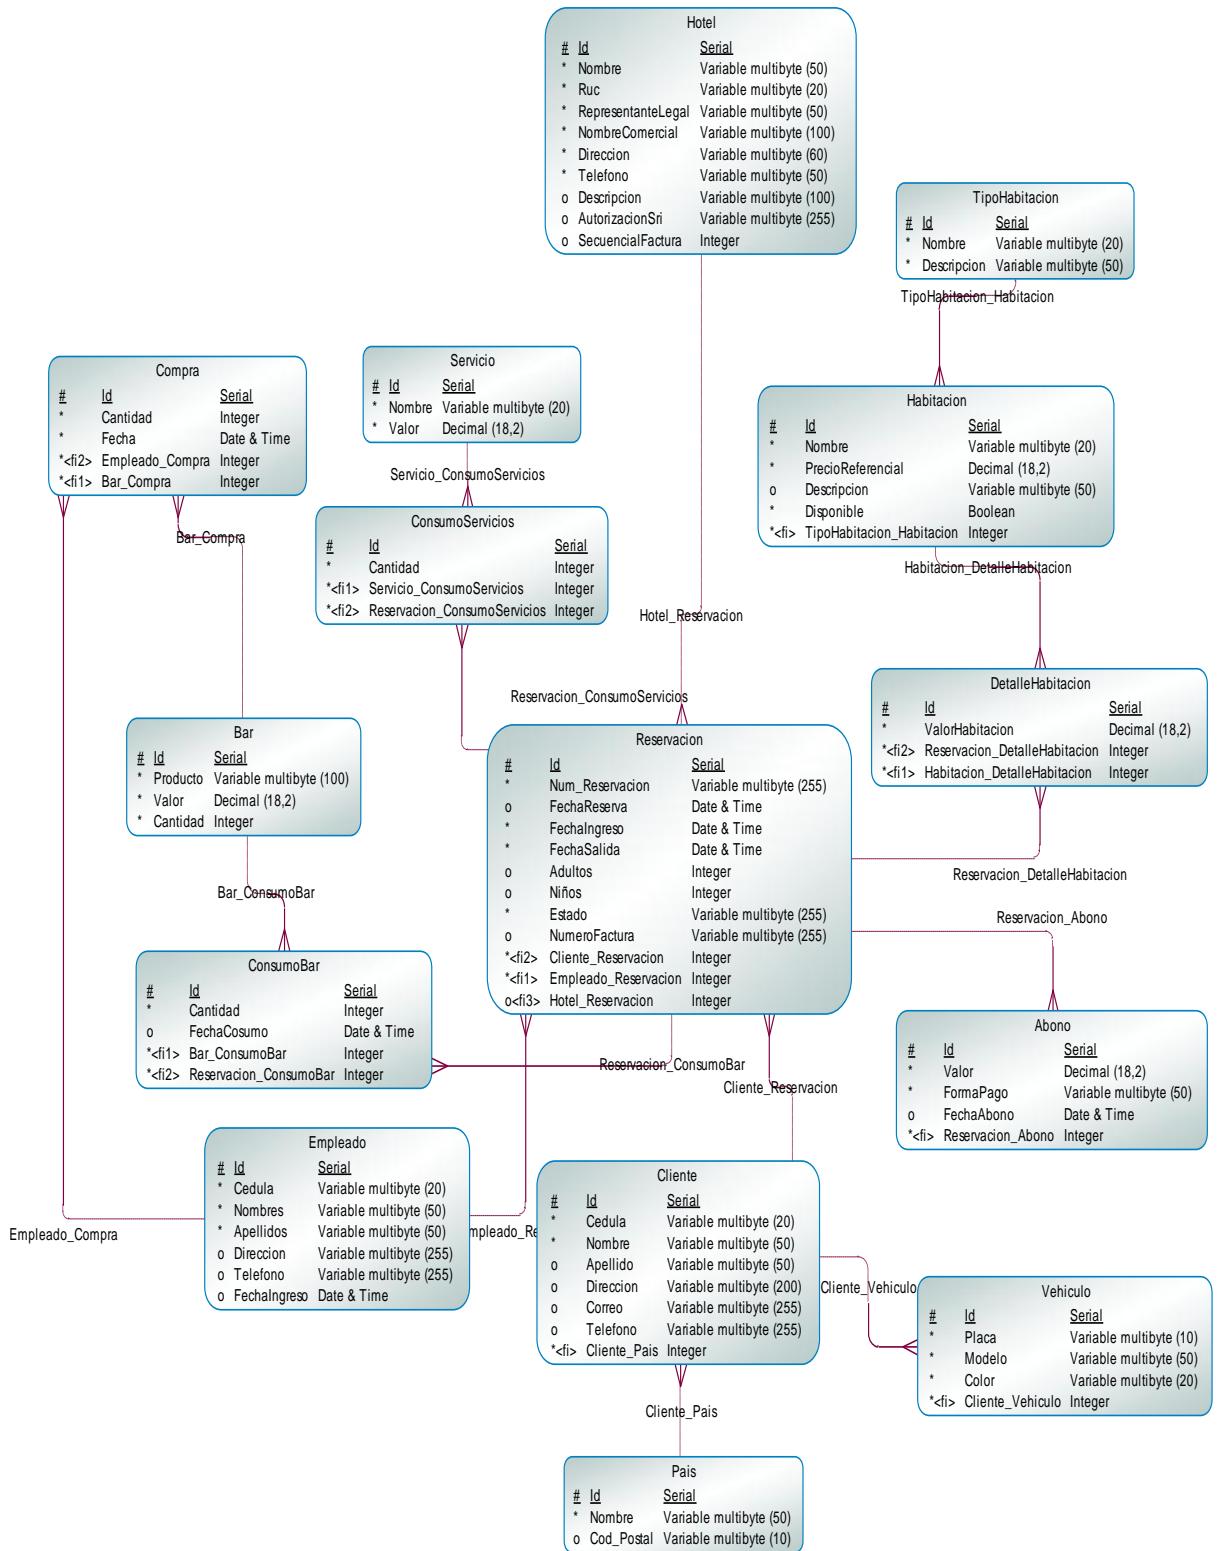 Hotel
# Id Serial
* Nombre Variable multibyte (50)
* Ruc Variable multibyte (20)
* RepresentanteLegal Variable multibyte (50)
* NombreComercial Variable multibyte (100)
* Direccion Variable multibyte (60)
* Telefono Variable multibyte (50)
o Descripcion Variable multibyte (100)
o AutorizacionSri Variable multibyte (255)
o SecuencialFactura Integer
TipoHabitacion
# Id Serial
* Nombre Variable multibyte (20)
* Descripcion Variable multibyte (50)
TipoHabitacion_Habitacion
Compra
# Id Serial
* Cantidad Integer
* Fecha Date & Time
*<fi2> Empleado_Compra Integer
*<fi1> Bar_Compra Integer
Bar_Compra
Servicio
# Id Serial
* Nombre Variable multibyte (20)
* Valor Decimal (18,2)
Servicio_ConsumoServicios
Habitacion
# Id Serial
* Nombre Variable multibyte (20)
* PrecioReferencial Decimal (18,2)
o Descripcion Variable multibyte (50)
* Disponible Boolean
*<fi> TipoHabitacion_Habitacion Integer
Habitacion_DetalleHabitacion
ConsumoServicios
# Id Serial
* Cantidad Integer
*<fi1> Servicio_ConsumoServicios Integer
*<fi2> Reservacion_ConsumoServicios Integer
Hotel_Reservacion
Reservacion_ConsumoServicios
DetalleHabitacion
# Id Serial
* ValorHabitacion Decimal (18,2)
*<fi2> Reservacion_DetalleHabitacion Integer
*<fi1> Habitacion_DetalleHabitacion Integer
Reservacion_DetalleHabitacion
Bar
# Id Serial
* Producto Variable multibyte (100)
* Valor Decimal (18,2)
* Cantidad Integer
Bar_ConsumoBar
Reservacion
# Id Serial
* Num_Reservacion Variable multibyte (255)
o FechaReserva Date & Time
* FechaIngreso Date & Time
* FechaSalida Date & Time
o Adultos Integer
o Niños Integer
* Estado Variable multibyte (255)
o NumeroFactura Variable multibyte (255)
*<fi2> Cliente_Reservacion Integer
*<fi1> Empleado_Reservacion Integer
o<fi3> Hotel_Reservacion Integer
Reservacion_Abono
ConsumoBar
# Id Serial
* Cantidad Integer
o FechaCosumo Date & Time
*<fi1> Bar_ConsumoBar Integer
*<fi2> Reservacion_ConsumoBar Integer
Reservacion_ConsumoBar
Cliente_Reservacion
Abono
# Id Serial
* Valor Decimal (18,2)
* FormaPago Variable multibyte (50)
o FechaAbono Date & Time
*<fi> Reservacion_Abono Integer
Empleado
# Id Serial
* Cedula Variable multibyte (20)
* Nombres Variable multibyte (50)
* Apellidos Variable multibyte (50)
o Direccion Variable multibyte (255)
o Telefono Variable multibyte (255)
o FechaIngreso Date & Time
Empleado_Compra
mpleado_Re
Cliente
# Id Serial
* Cedula Variable multibyte (20)
* Nombre Variable multibyte (50)
o Apellido Variable multibyte (50)
o Direccion Variable multibyte (200)
o Correo Variable multibyte (255)
o Telefono Variable multibyte (255)
*<fi> Cliente_Pais Integer
Cliente_Vehiculo
Vehiculo
# Id Serial
* Placa Variable multibyte (10)
* Modelo Variable multibyte (50)
* Color Variable multibyte (20)
*<fi> Cliente_Vehiculo Integer
Cliente_Pais
Pais
# Id Serial
* Nombre Variable multibyte (50)
o Cod_Postal Variable multibyte (10)